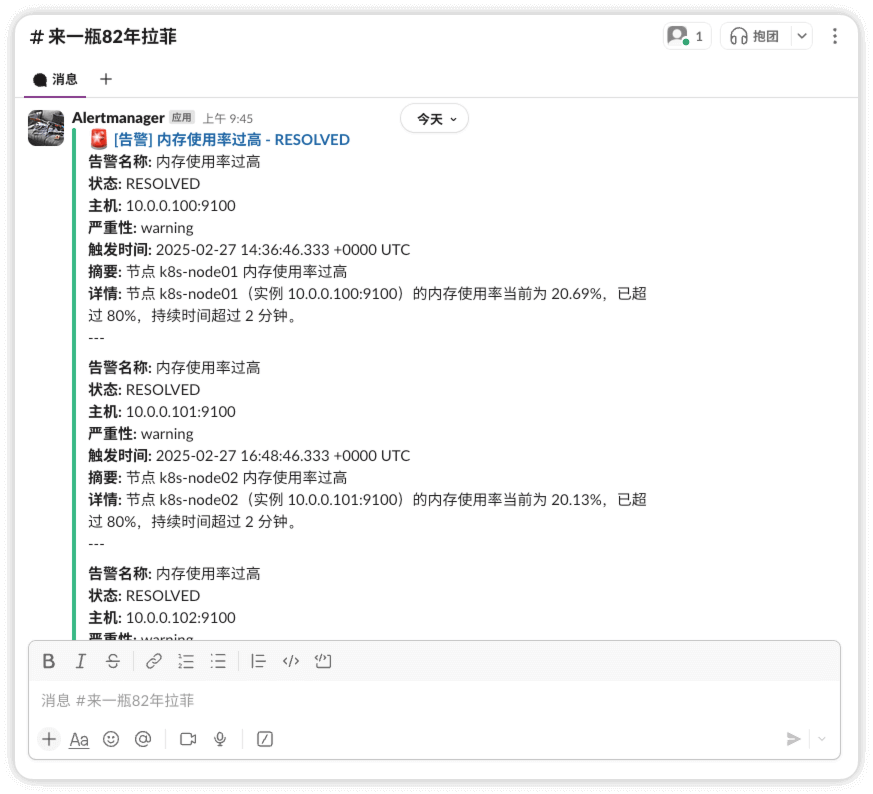 # 来一瓶82年拉菲
1
抱团
消息
Alertmanager 应用 上午 9:45
今天
[告警] 内存使用率过高 - RESOLVED
告警名称: 内存使用率过高
状态: RESOLVED
主机: 10.0.0.100:9100
严重性: warning
触发时间: 2025-02-27 14:36:46.333 +0000 UTC
摘要: 节点 k8s-node01 内存使用率过高
详情: 节点 k8s-node01（实例 10.0.0.100:9100）的内存使用率当前为 20.69%，已超
过 80%，持续时间超过 2 分钟。
---
告警名称: 内存使用率过高
状态: RESOLVED
主机: 10.0.0.101:9100
严重性: warning
触发时间: 2025-02-27 16:48:46.333 +0000 UTC
摘要: 节点 k8s-node02 内存使用率过高
详情: 节点 k8s-node02（实例 10.0.0.101:9100）的内存使用率当前为 20.13%，已超
过 80%，持续时间超过 2 分钟。
---
告警名称: 内存使用率过高
状态: RESOLVED
主机: 10.0.0.102:9100
严重性: warning
消息 #来一瓶82年拉菲
Aa